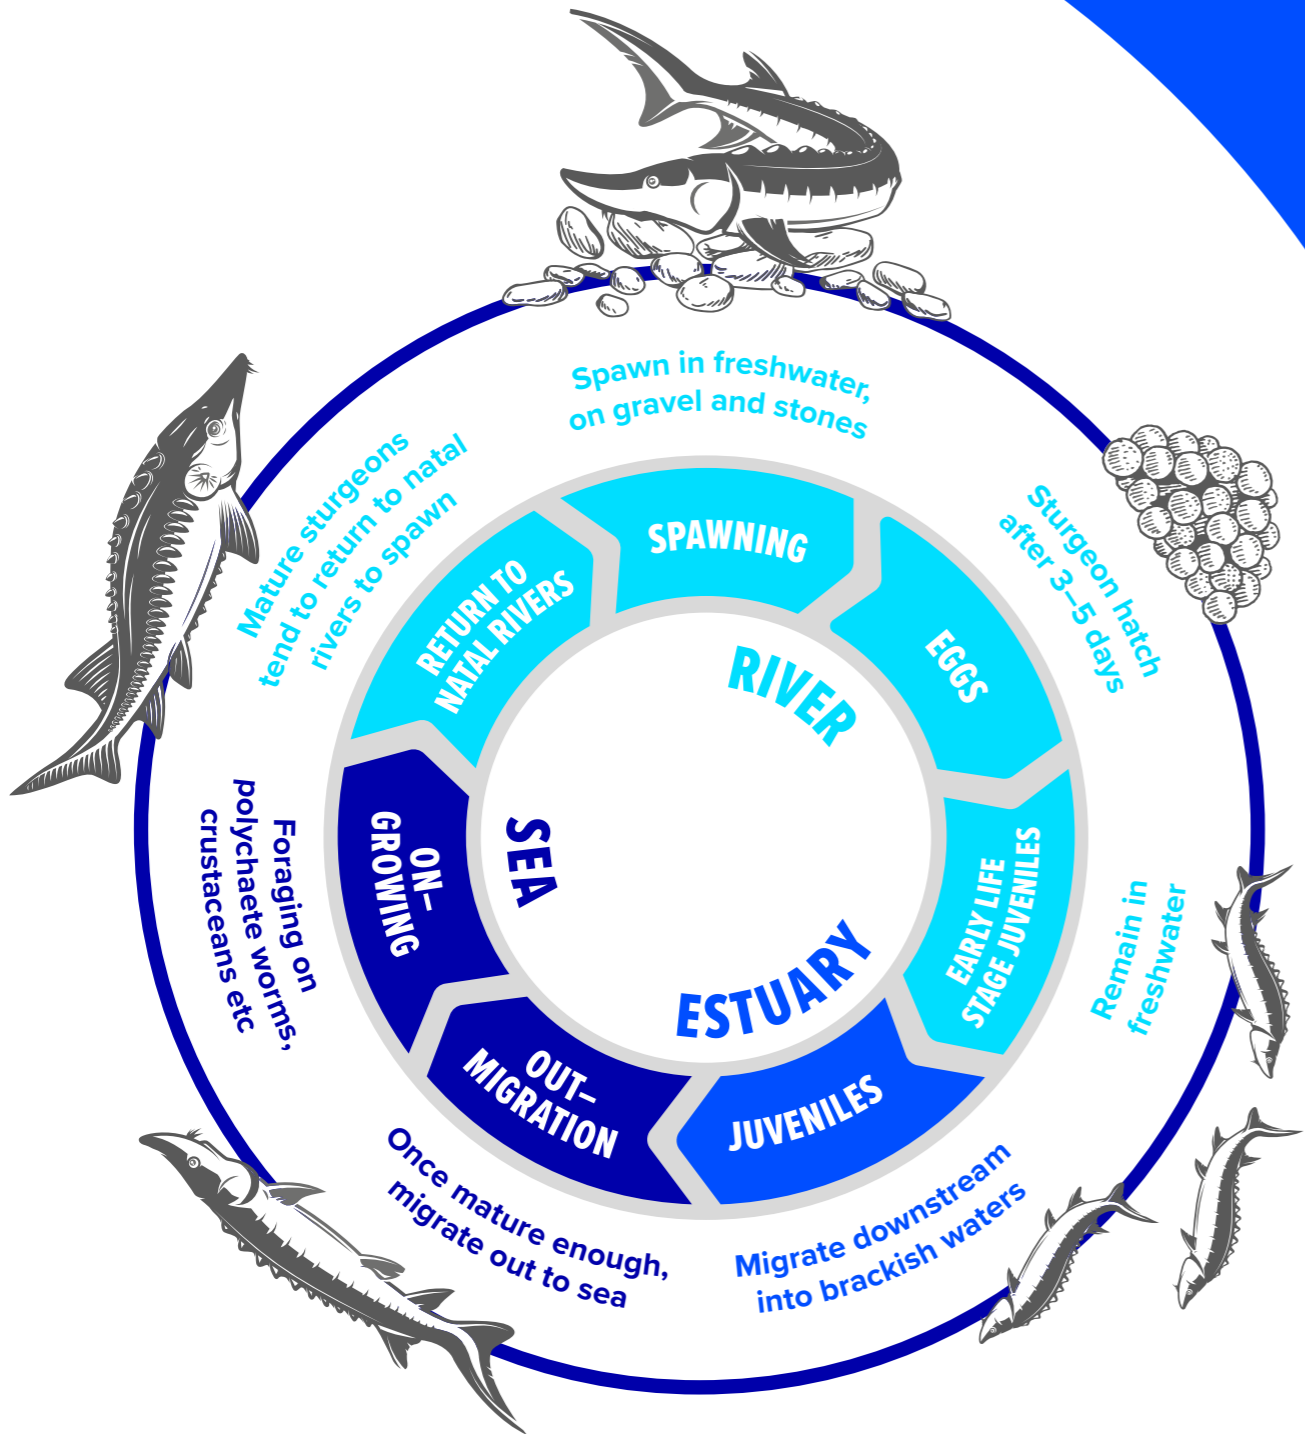 Spawn in freshwater,
on gravel and stones
SPAWNING
Sturgeon hatch
after 3–5 days
EGGS
RIVER
Remain in
freshwater
EARLY LIFE
STAGE JUVENILES
Migrate downstream
into brackish waters
JUVENILES
ESTUARY
Once mature enough,
migrate out to sea
OUT–
MIGRATION
Foraging on
polychaete worms,
crustaceans etc
ON–
GROWING
SEA
Mature sturgeons
tend to return to natal
rivers to spawn
RETURN TO
NATAL RIVERS